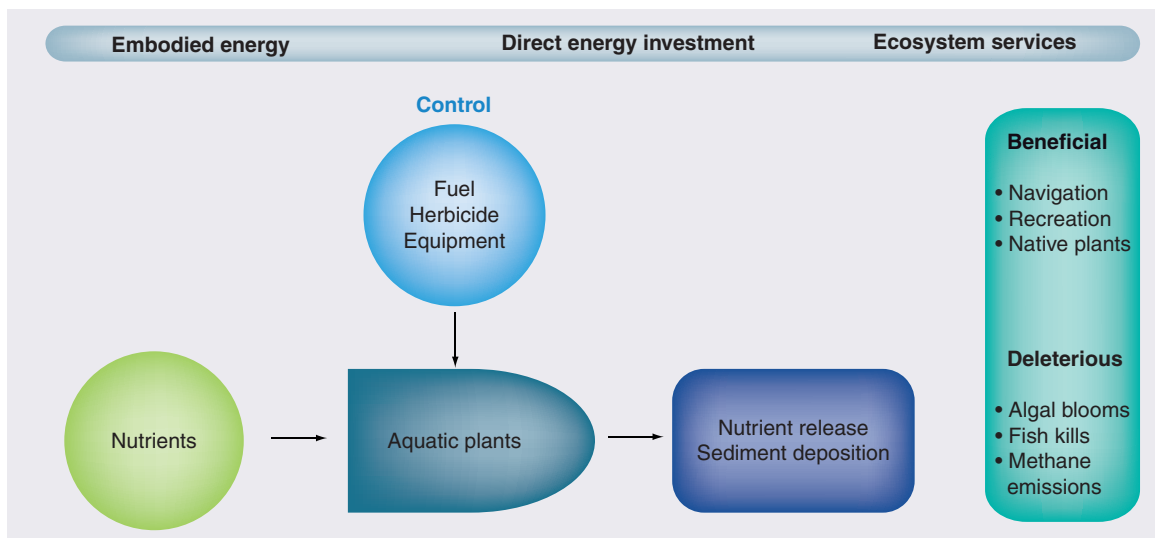 Embodied energy
Direct energy investment
Ecosystem services
Control
Fuel
Herbicide
Equipment
Nutrients
Aquatic plants
Nutrient release
Sediment deposition
Beneficial
• Navigation
• Recreation
• Native plants
Deleterious
• Algal blooms
• Fish kills
• Methane
emissions